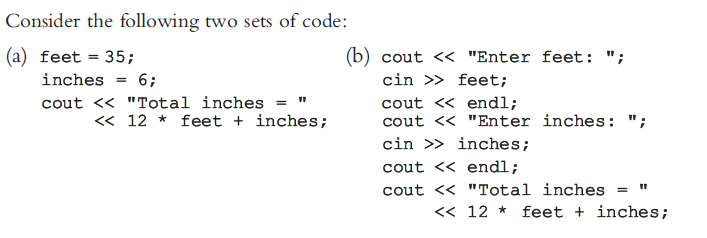 Consider the following two sets of code:
(a) feet = 35;
inches = 6;
cout << "Total inches = "
<< 12 * feet + inches;
(b) cout << "Enter feet: ";
cin >> feet;
cout << endl;
cout << "Enter inches: ";
cin >> inches;
cout << endl;
cout << "Total inches = "
<< 12 * feet + inches;